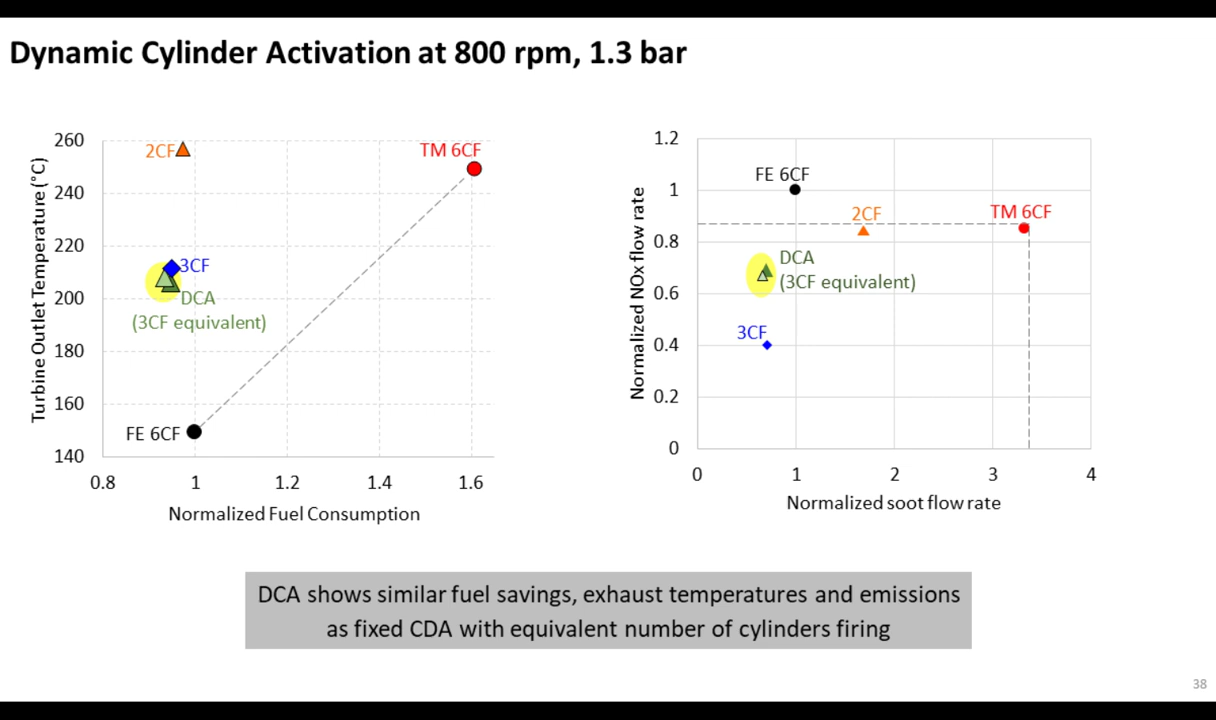 Dynamic Cylinder Activation at 800 rpm, 1.3 bar
Turbine Outlet Temperature (°C)
260
240
220
200
180
160
140
2CF
TM 6CF
3CF
DCA
(3CF equivalent)
FE 6CF
0.8
1
1.2
1.4
1.6
Normalized Fuel Consumption
Normalized NOx flow rate
1.2
1
0.8
0.6
0.4
0.2
0
FE 6CF
2CF
TM 6CF
DCA
(3CF equivalent)
3CF
0
1
2
3
4
Normalized soot flow rate
DCA shows similar fuel savings, exhaust temperatures and emissions
as fixed CDA with equivalent number of cylinders firing
38